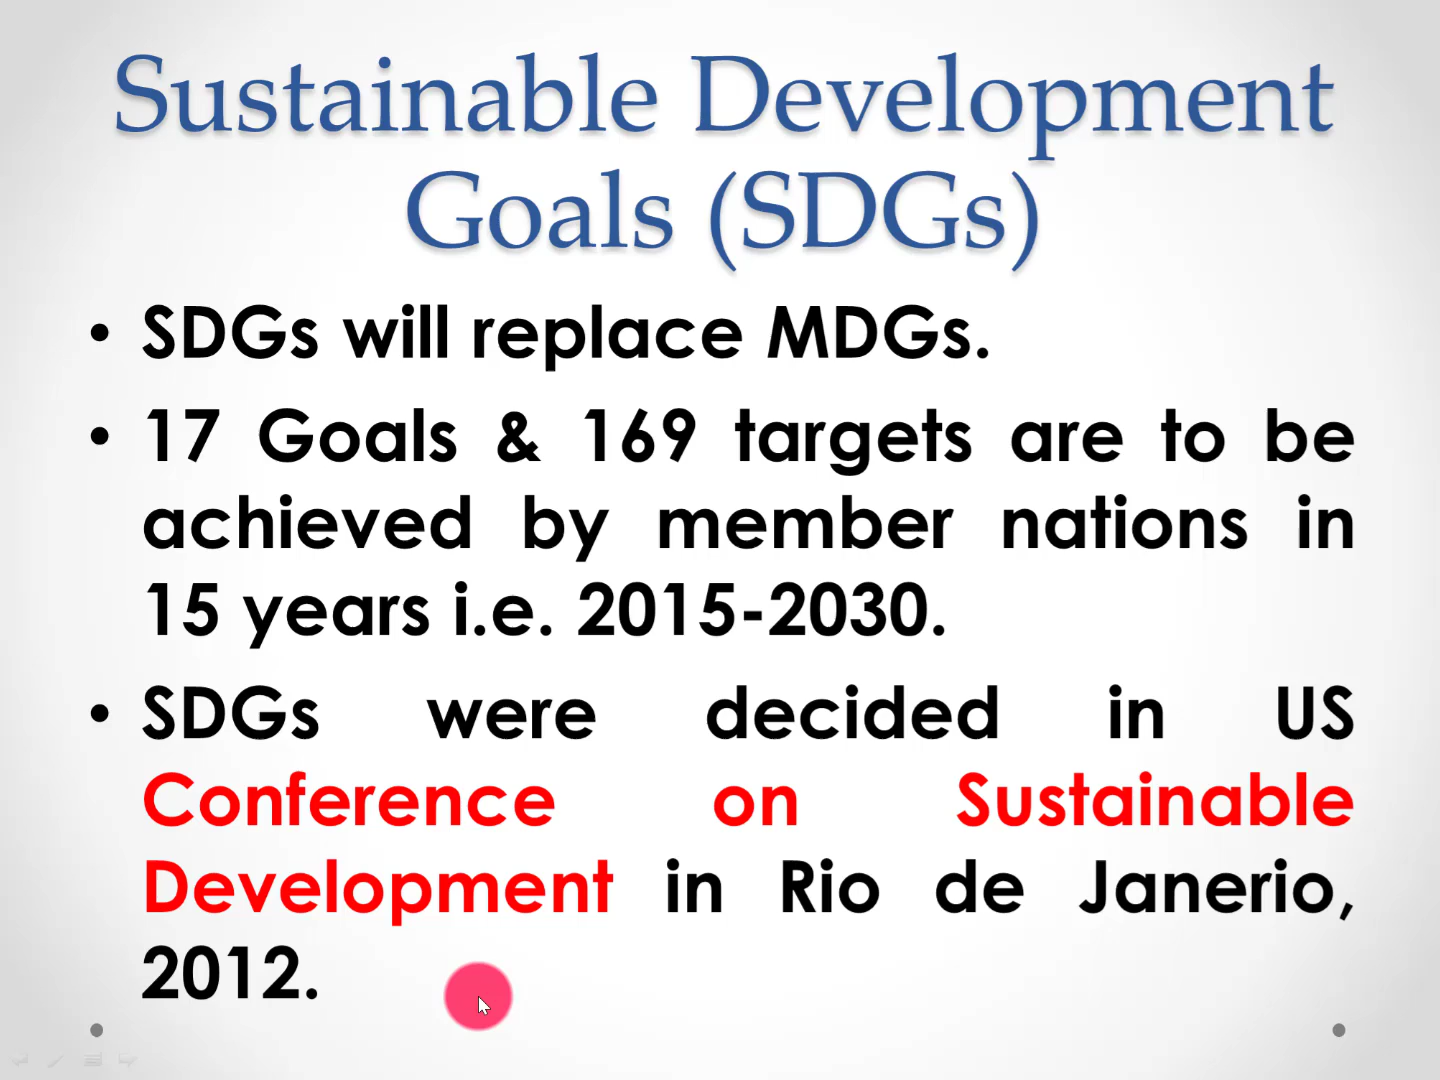 Sustainable Development
Goals (SDGs)
• SDGs will replace MDGs.
• 17 Goals & 169 targets are to be
achieved by member nations in
15 years i.e. 2015-2030.
• SDGs were decided in US
Conference on Sustainable
Development in Rio de Janerio,
2012.